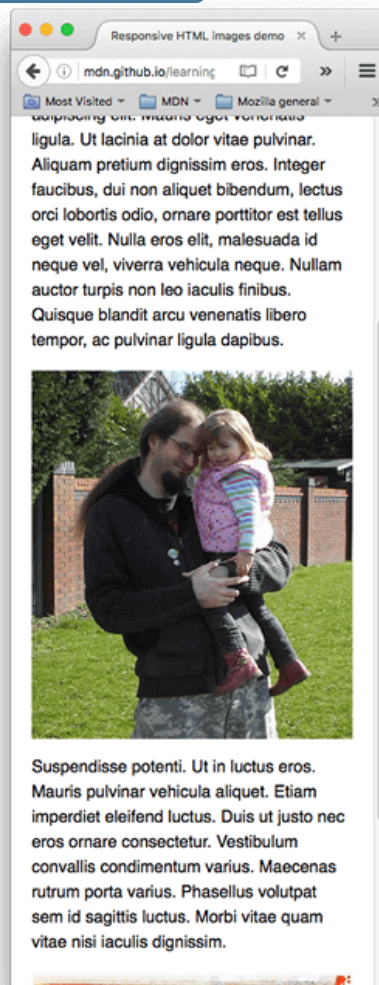 Responsive HTML images demo
mdn.github.io/learning
Most Visited MDN Mozilla general
adipiscing elit. Mauris eget venenatis
ligula. Ut lacinia at dolor vitae pulvinar.
Aliquam pretium dignissim eros. Integer
faucibus, dui non aliquet bibendum, lectus
orci lobortis odio, ornare porttitor est tellus
eget velit. Nulla eros elit, malesuada id
neque vel, viverra vehicula neque. Nullam
auctor turpis non leo iaculis finibus.
Quisque blandit arcu venenatis libero
tempor, ac pulvinar ligula dapibus.
Suspendisse potenti. Ut in luctus eros.
Mauris pulvinar vehicula aliquet. Etiam
imperdiet eleifend luctus. Duis ut justo nec
eros ornare consectetur. Vestibulum
convallis condimentum varius. Maecenas
rutrum porta varius. Phasellus volutpat
sem id sagittis luctus. Morbi vitae quam
vitae nisi iaculis dignissim.